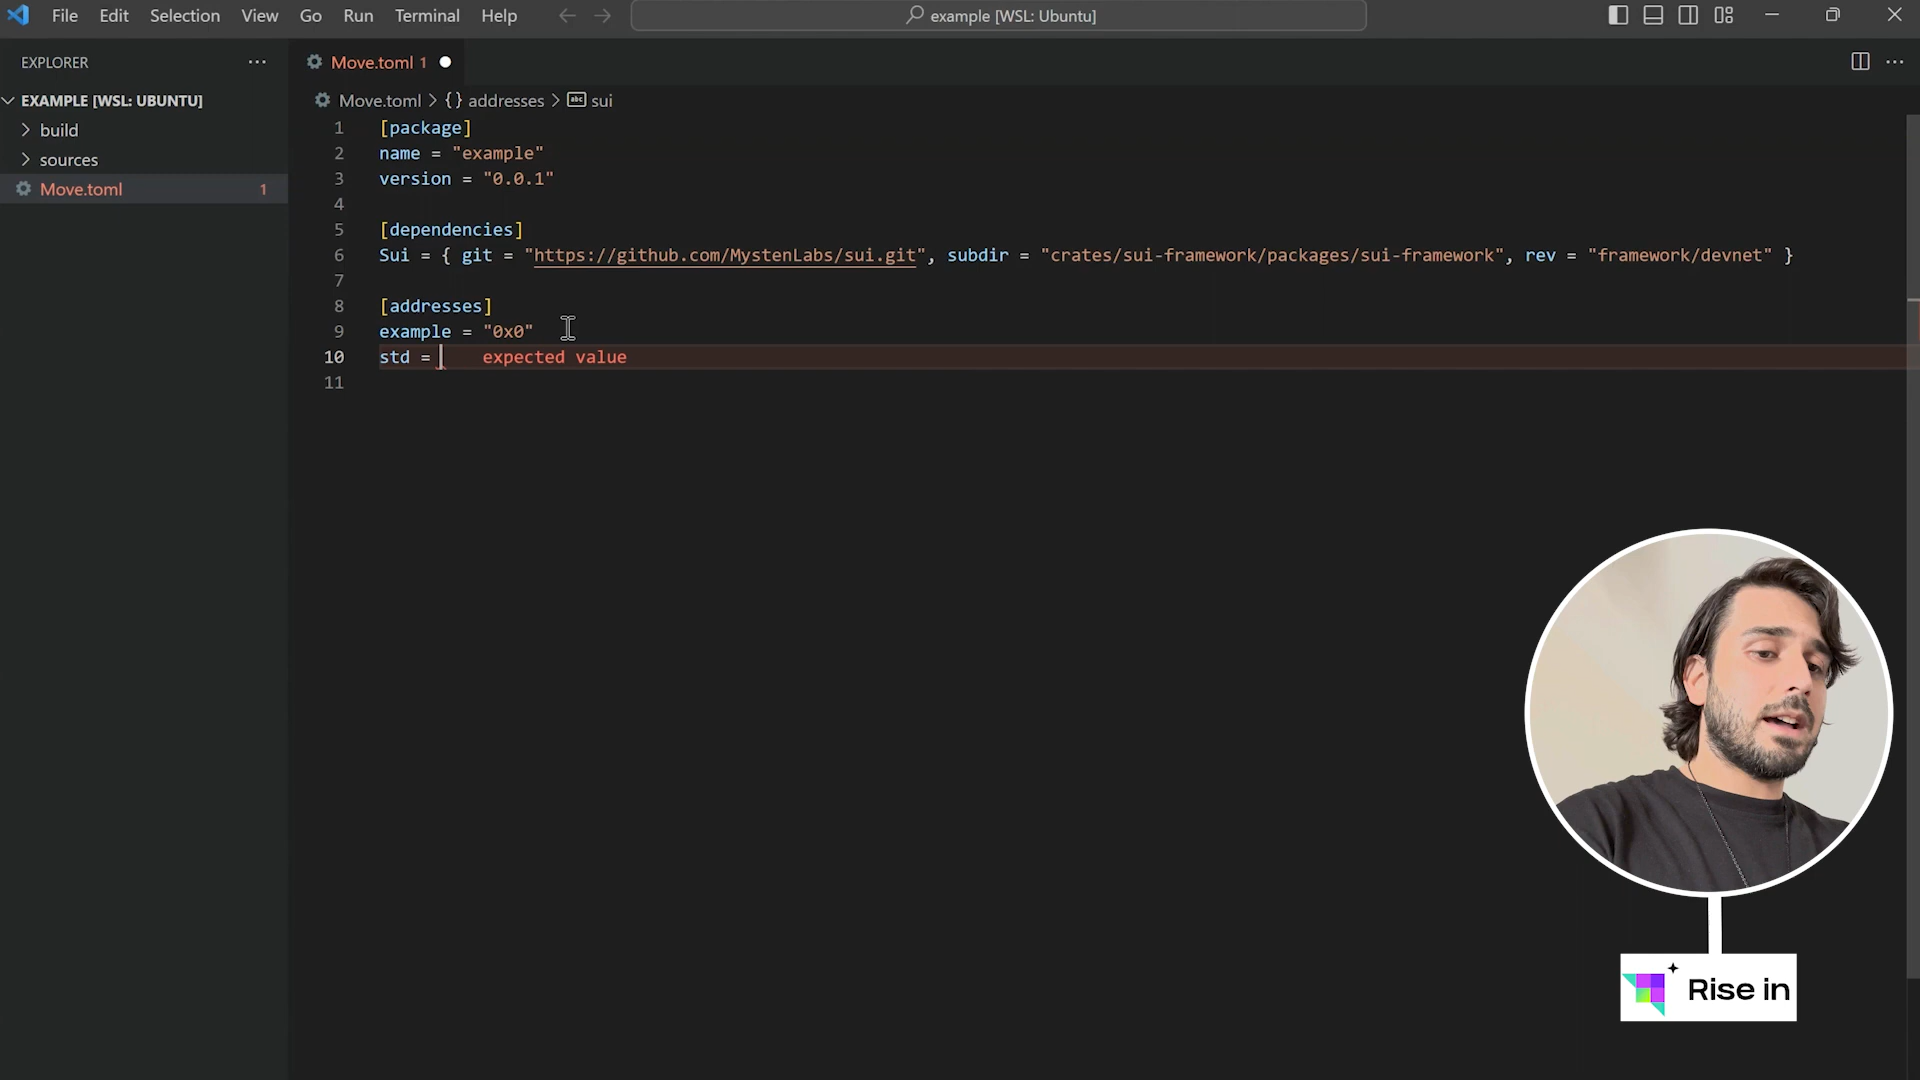 File Edit Selection View Go Run Terminal Help
example [WSL: Ubuntu]
EXPLORER
Move.toml 1
EXAMPLE [WSL: UBUNTU]
Move.toml > {} addresses > abc sui
build
sources
Move.toml 1
1 [package]
2 name = "example"
3 version = "0.0.1"
4
5 [dependencies]
6 Sui = { git = "https://github.com/MystenLabs/sui.git", subdir = "crates/sui-framework/packages/sui-framework", rev = "framework/devnet" }
7
8 [addresses]
9 example = "0x0"
10 std = expected value
11
Rise in